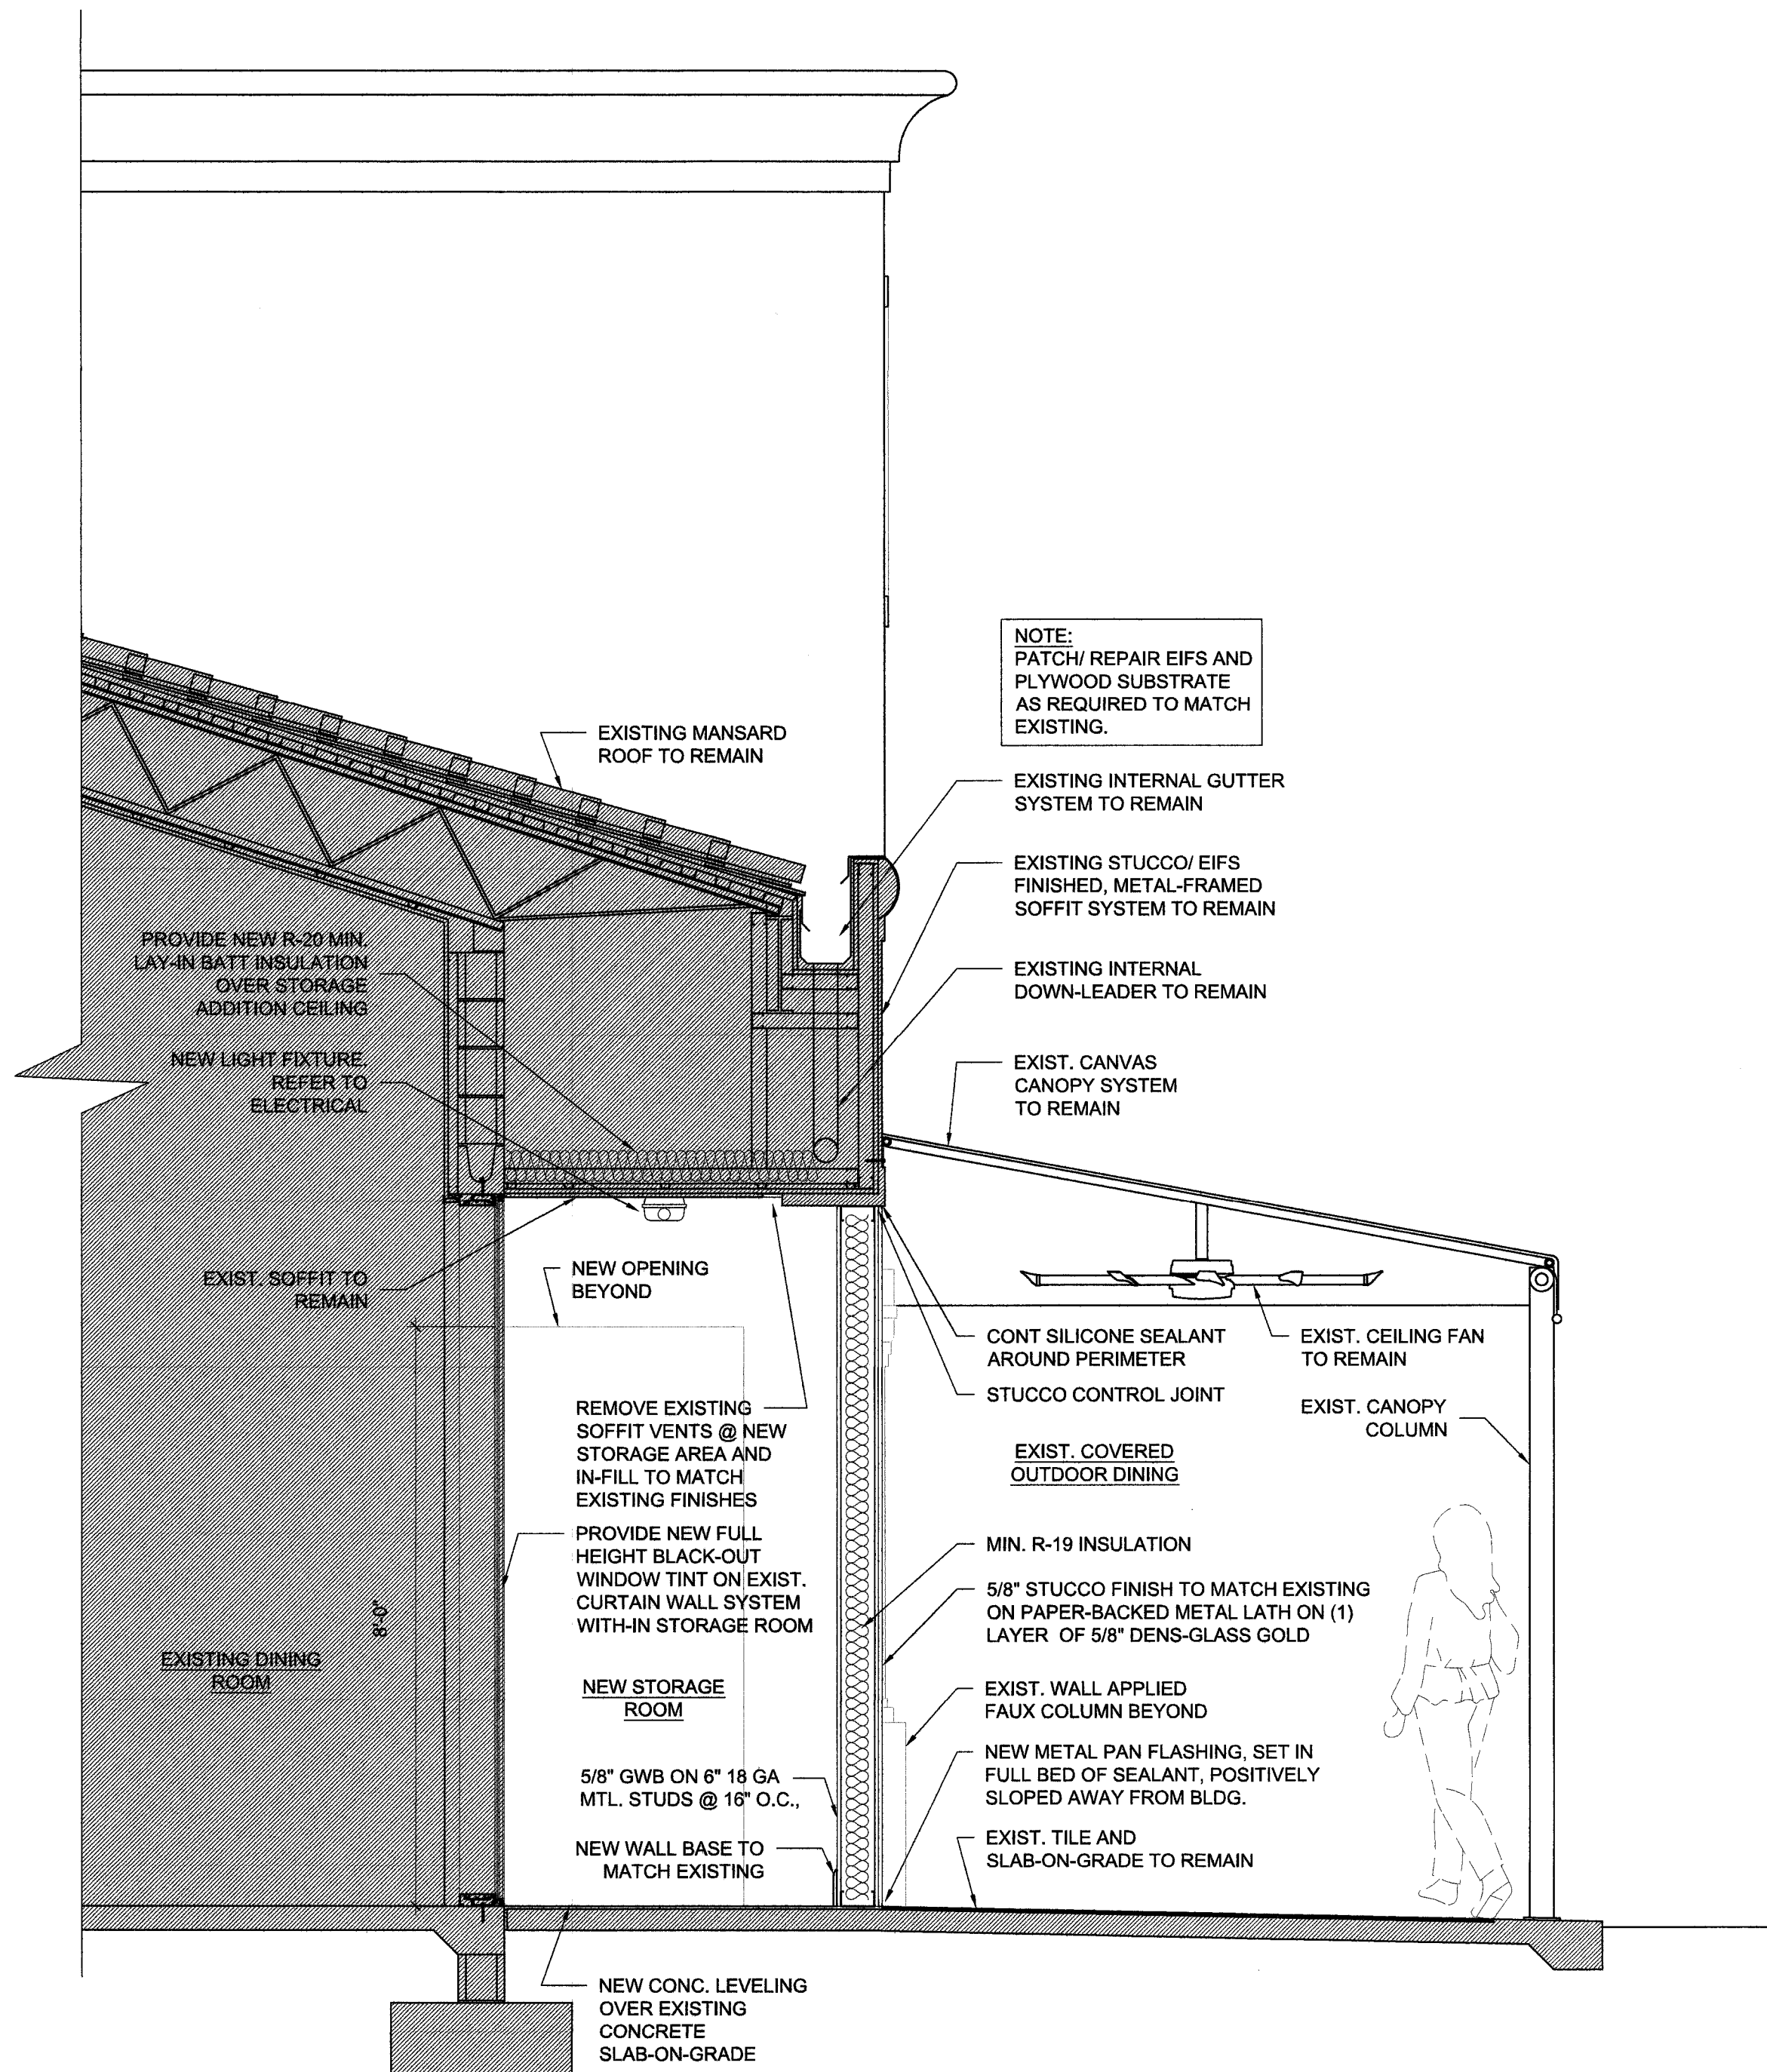 NOTE:
PATCH/ REPAIR EIFS AND
PLYWOOD SUBSTRATE
AS REQUIRED TO MATCH
EXISTING.
EXISTING MANSARD
ROOF TO REMAIN
EXISTING INTERNAL GUTTER
SYSTEM TO REMAIN
EXISTING STUCCO/ EIFS
FINISHED, METAL-FRAMED
SOFFIT SYSTEM TO REMAIN
PROVIDE NEW R-20 MIN.
LAY-IN BATT INSULATION
OVER STORAGE
ADDITION CEILING
EXISTING INTERNAL
DOWN-LEADER TO REMAIN
NEW LIGHT FIXTURE.
REFER TO
ELECTRICAL
EXIST. CANVAS
CANOPY SYSTEM
TO REMAIN
EXIST. SOFFIT TO
REMAIN
NEW OPENING
BEYOND
CONT SILICONE SEALANT
AROUND PERIMETER
EXIST. CEILING FAN
TO REMAIN
STUCCO CONTROL JOINT
EXIST. CANOPY
COLUMN
REMOVE EXISTING
SOFFIT VENTS @ NEW
STORAGE AREA AND
IN-FILL TO MATCH
EXISTING FINISHES
EXIST. COVERED
OUTDOOR DINING
PROVIDE NEW FULL
HEIGHT BLACK-OUT
WINDOW TINT ON EXIST.
CURTAIN WALL SYSTEM
WITH-IN STORAGE ROOM
MIN. R-19 INSULATION
5/8" STUCCO FINISH TO MATCH EXISTING
ON PAPER-BACKED METAL LATH ON (1)
LAYER OF 5/8" DENS-GLASS GOLD
8'-0"
EXISTING DINING
ROOM
NEW STORAGE
ROOM
EXIST. WALL APPLIED
FAUX COLUMN BEYOND
5/8" GWB ON 6" 18 GA
MTL. STUDS @ 16" O.C.,
NEW METAL PAN FLASHING, SET IN
FULL BED OF SEALANT, POSITIVELY
SLOPED AWAY FROM BLDG.
NEW WALL BASE TO
MATCH EXISTING
EXIST. TILE AND
SLAB-ON-GRADE TO REMAIN
NEW CONC. LEVELING
OVER EXISTING
CONCRETE
SLAB-ON-GRADE